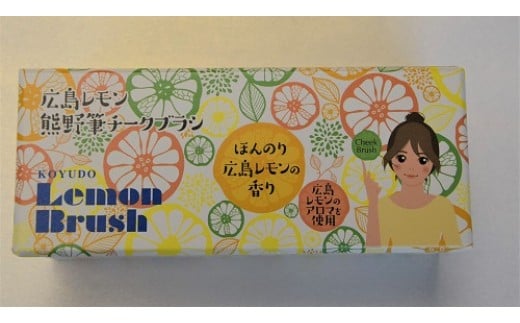 広島レモン
熊野筆チークブラシ
KOYUDO
Lemon
Brush
ほんのり
広島レモンの
香り
広島
レモンの
アロマを
使用
Cheek
Brush